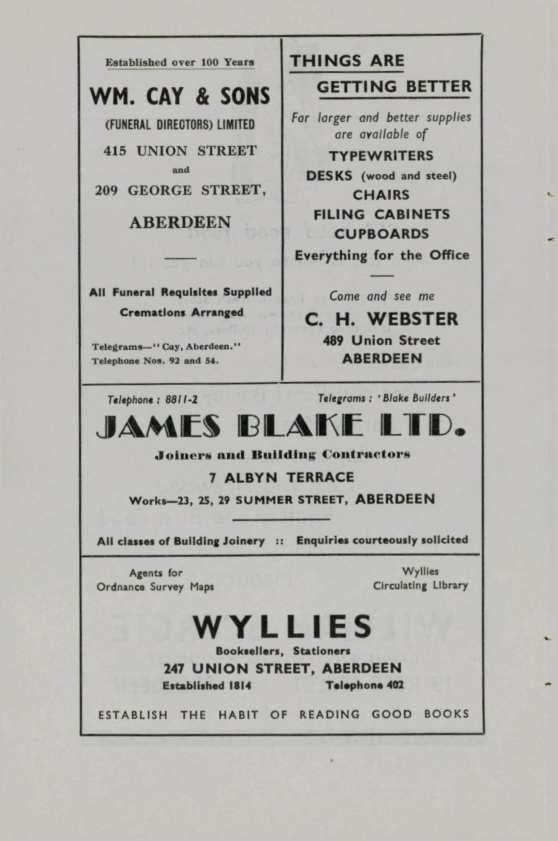 Established over 100 Years
WM. CAY & SONS
(FUNERAL DIRECTORS) LIMITED
415 UNION STREET
and
209 GEORGE STREET,
ABERDEEN
All Funeral Requisites Supplied
Cremations Arranged
Telegrams—"Cay, Aberdeen."
Telephone Nos. 92 and 54.
THINGS ARE
GETTING BETTER
Far larger and better supplies
are available of
TYPEWRITERS
DESKS (wood and steel)
CHAIRS
FILING CABINETS
CUPBOARDS
Everything for the Office
Come and see me
C. H. WEBSTER
489 Union Street
ABERDEEN
Telephone : 8811-2 Telegrams : 'Blake Builders'
JAMES BLAKE LTD.
Joiners and Building Contractors
7 ALBYN TERRACE
Works—23, 25, 29 SUMMER STREET, ABERDEEN
All classes of Building Joinery :: Enquiries courteously solicited
Agents for
Ordnance Survey Maps
Wyllies
Circulating Library
WYLLIES
Booksellers, Stationers
247 UNION STREET, ABERDEEN
Established 1814 Telephone 402
ESTABLISH THE HABIT OF READING GOOD BOOKS